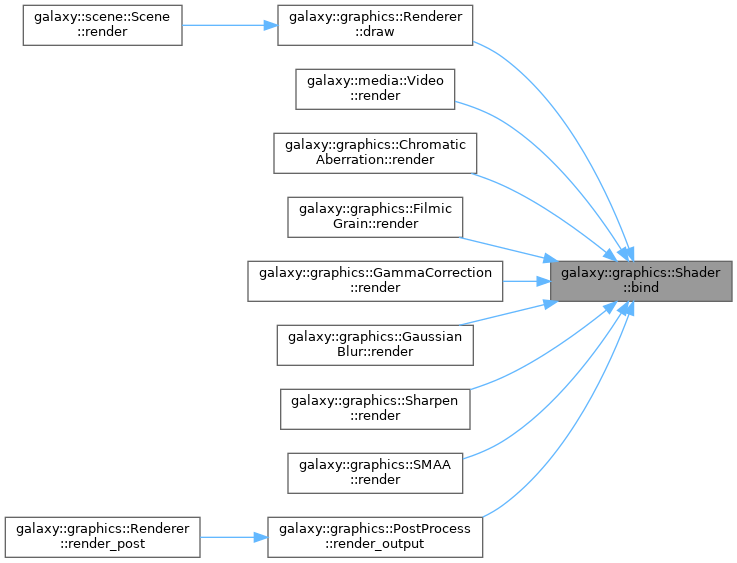 galaxy::scene::Scene
::render
galaxy::graphics::Renderer
::draw
galaxy::media::Video
::render
galaxy::graphics::Chromatic
Aberration::render
galaxy::graphics::Filmic
Grain::render
galaxy::graphics::GammaCorrection
::render
galaxy::graphics::Shader
::bind
galaxy::graphics::Gaussian
Blur::render
galaxy::graphics::Sharpen
::render
galaxy::graphics::SMAA
::render
galaxy::graphics::Renderer
::render_post
galaxy::graphics::PostProcess
::render_output